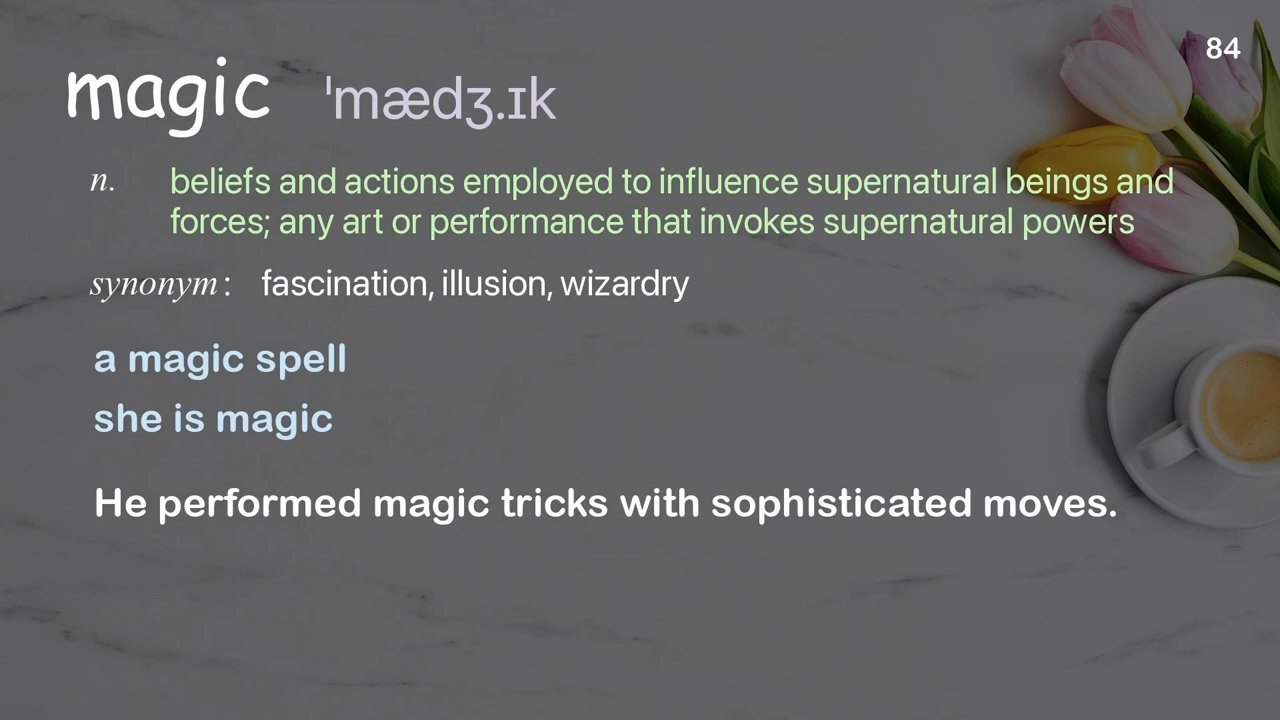 84
magic ˈmædʒ.ɪk
n. beliefs and actions employed to influence supernatural beings and
forces; any art or performance that invokes supernatural powers
synonym: fascination, illusion, wizardry
a magic spell
she is magic
He performed magic tricks with sophisticated moves.